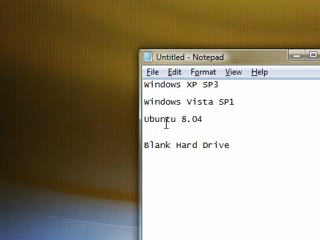 Untitled - Notepad
File Edit Format View Help
Windows XP SP3
Windows Vista SP1
Ubuntu 8.04
Blank Hard Drive